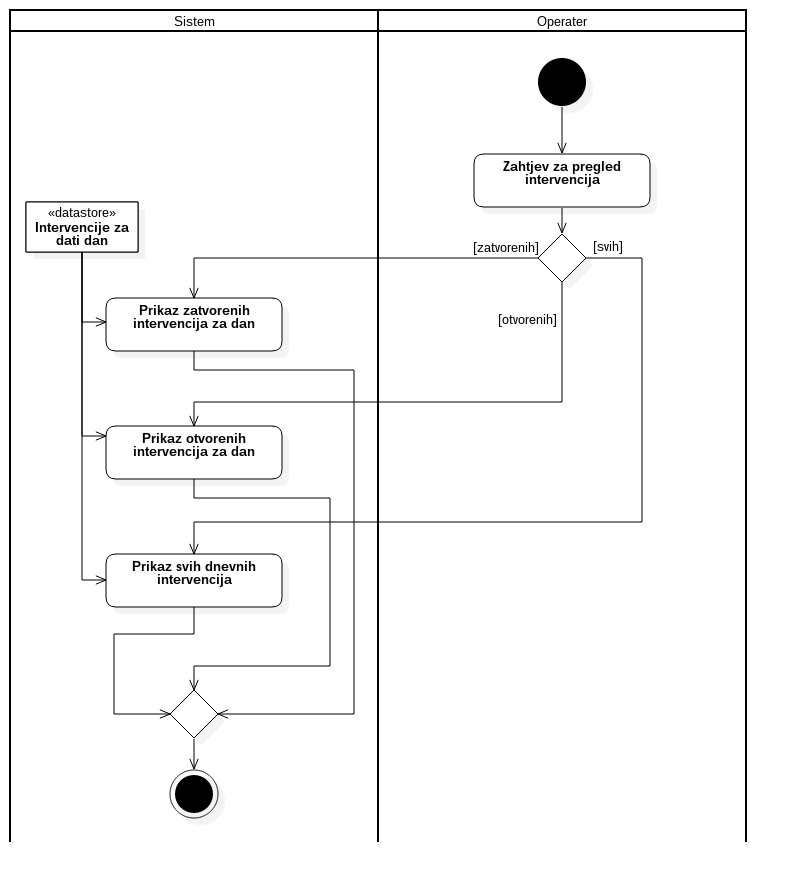 Sistem
Operater
Zahtjev za pregled
intervencija
«datastore»
Intervencije za
dati dan
[zatvorenih]
[svih]
Prikaz zatvorenih
intervencija za dan
[otvorenih]
Prikaz otvorenih
intervencija za dan
Prikaz svih dnevnih
intervencija